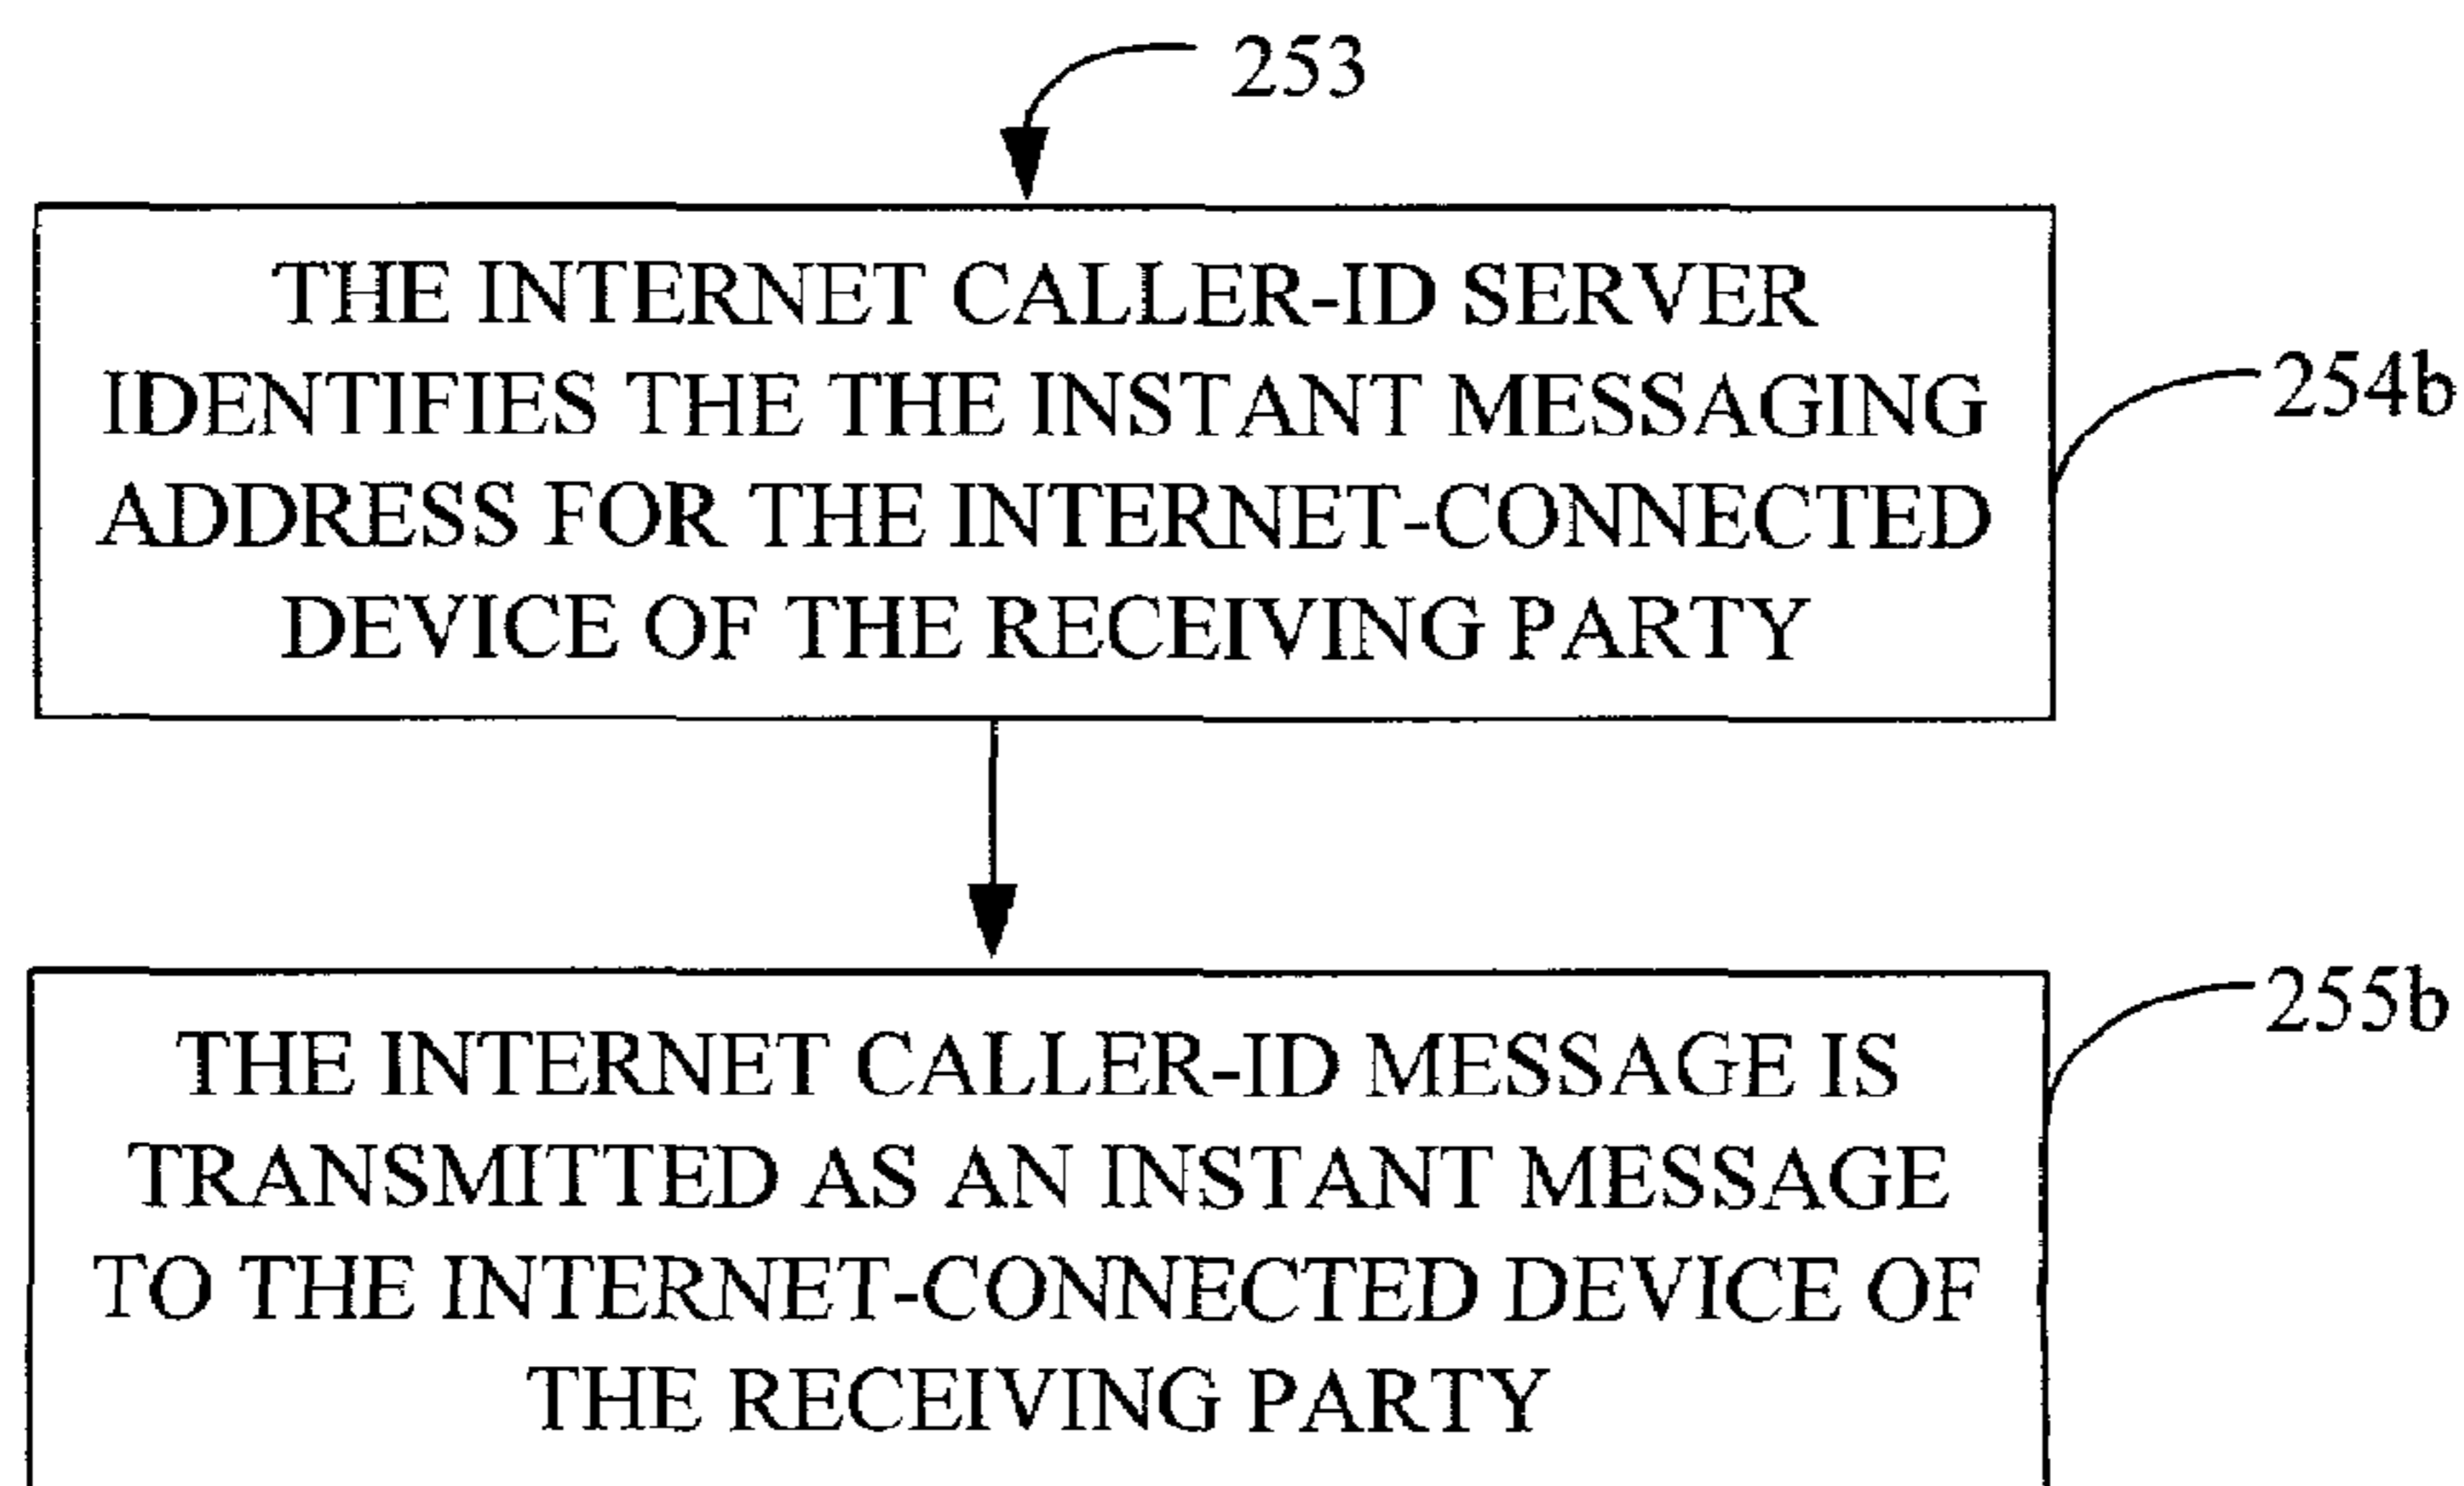 253
THE INTERNET CALLER-ID SERVER
IDENTIFIES THE THE INSTANT MESSAGING
ADDRESS FOR THE INTERNET-CONNECTED
DEVICE OF THE RECEIVING PARTY
254b
THE INTERNET CALLER-ID MESSAGE IS
TRANSMITTED AS AN INSTANT MESSAGE
TO THE INTERNET-CONNECTED DEVICE OF
THE RECEIVING PARTY
255b